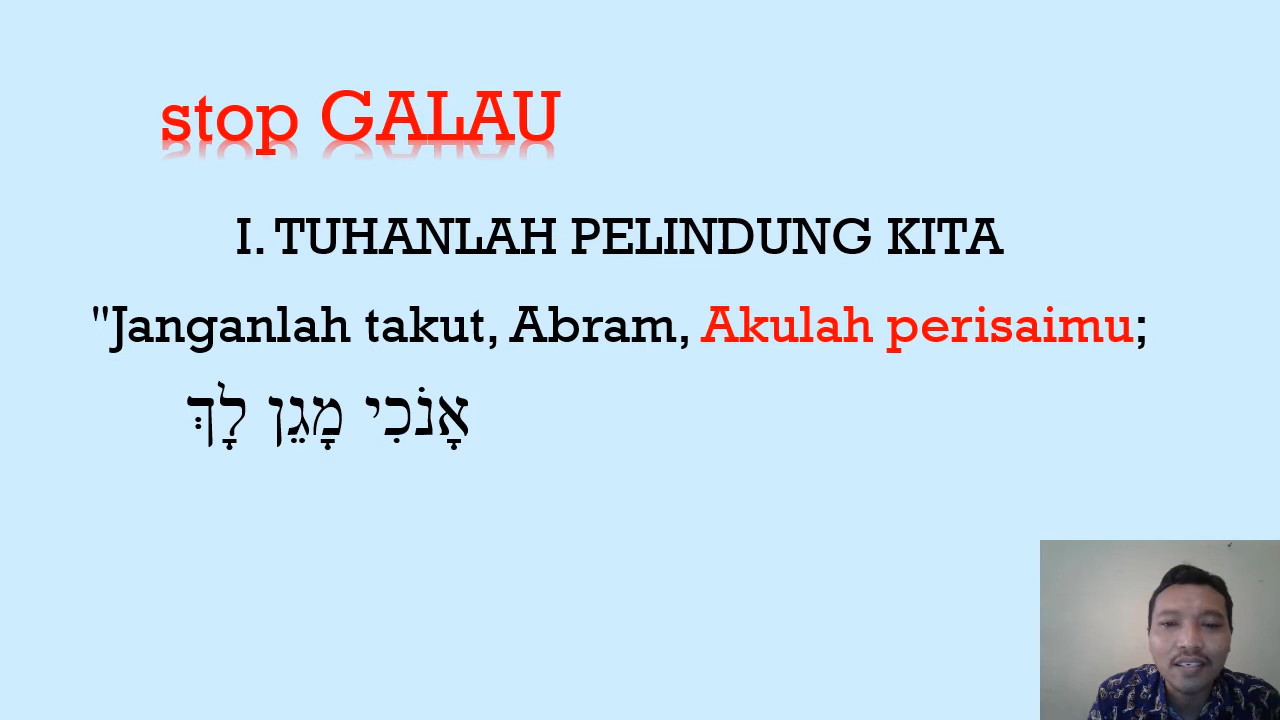 stop GALAU
I. TUHANLAH PELINDUNG KITA
"Janganlah takut, Abram, Akulah perisaimu;
אָנֹכִי מָגֵן לָךְ